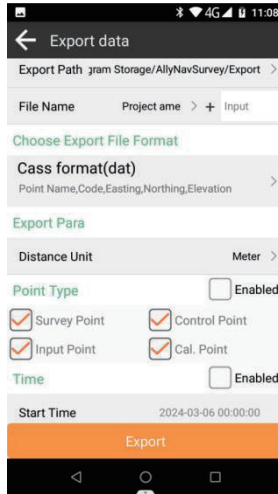 4G 11:08
Export data
Export Path gram Storage/AllyNavSurvey/Export >
File Name Project ame > + Input
Choose Export File Format
Cass format(dat)
Point Name,Code,Easting,Northing,Elevation >
Export Para
Distance Unit Meter >
Point Type Enabled
Survey Point Control Point
Input Point Cal. Point
Time Enabled
Start Time 2024-03-06 00:00:00
Export